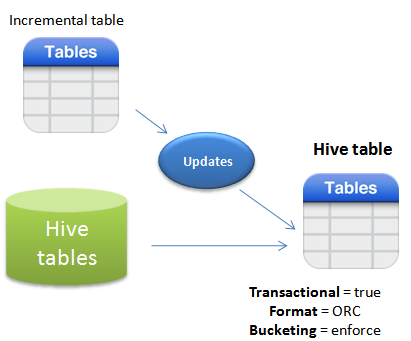 Incremental table
Tables
Updates
Hive table
Tables
Hive
tables
Transactional = true
Format = ORC
Bucketing = enforce